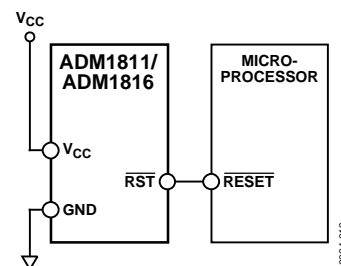 VCC
ADM1811/
ADM1816
MICRO-
PROCESSOR
VCC
RST
RESET
GND